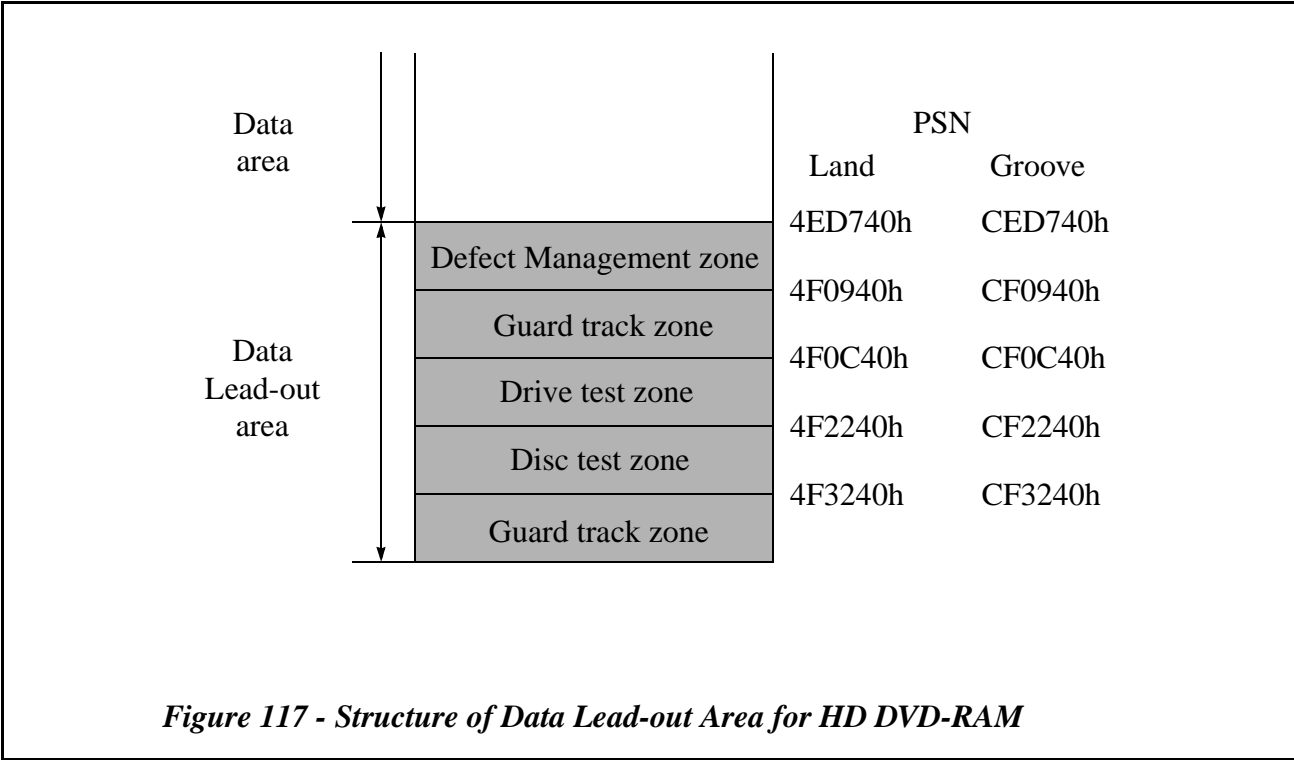 Data
area
PSN
Land Groove
4ED740h CED740h
Defect Management zone
4F0940h CF0940h
Guard track zone
4F0C40h CF0C40h
Data
Lead-out
area
Drive test zone
4F2240h CF2240h
Disc test zone
4F3240h CF3240h
Guard track zone
Figure 117 - Structure of Data Lead-out Area for HD DVD-RAM